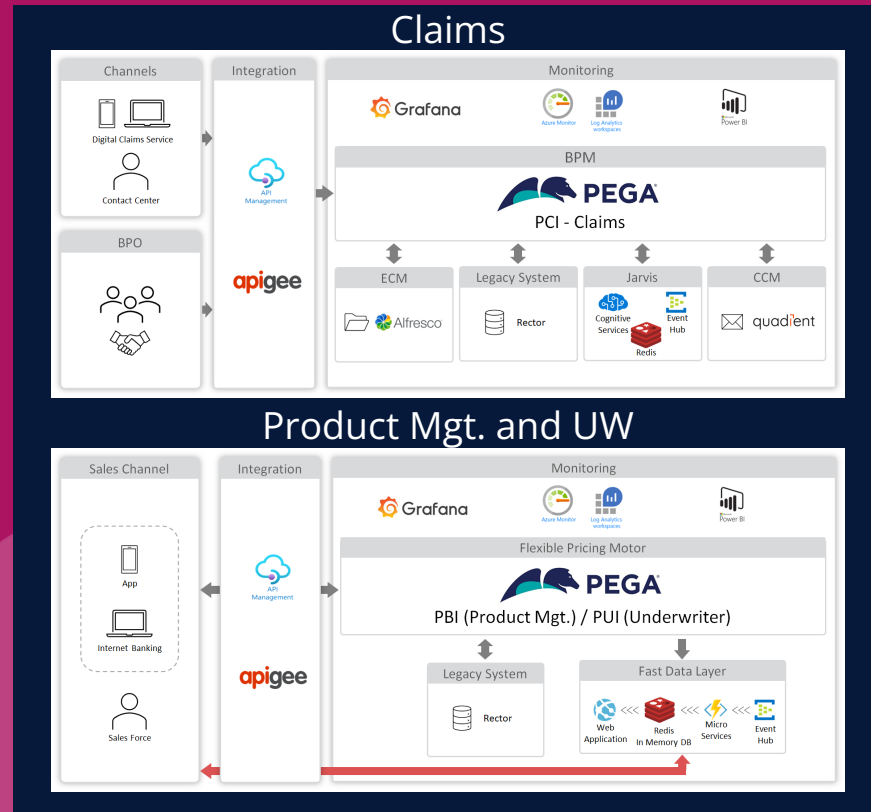 Claims
Channels
Digital Claims Service
Contact Center
BPO
Integration
API
Management
apigee
Monitoring
Grafana
Azure Monitor
Log Analytics
workspaces
Power BI
BPM
PEGA
PCI - Claims
ECM
Alfresco
Legacy System
Rector
Jarvis
Cognitive
Services
Event
Hub
Redis
CCM
quadient
Product Mgt. and UW
Sales Channel
App
Internet Banking
Sales Force
Integration
API
Management
apigee
Monitoring
Grafana
Azure Monitor
Log Analytics
workspaces
Power BI
Flexible Pricing Motor
PEGA
PBI (Product Mgt.) / PUI (Underwriter)
Legacy System
Rector
Fast Data Layer
Web
Application
<<<
Redis
In Memory DB
<<<
Micro
Services
<<<
Event
Hub